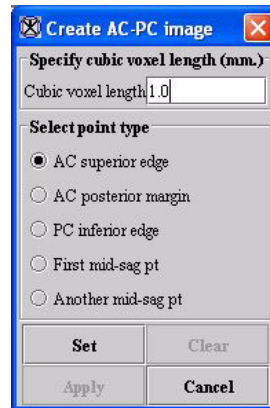 Create AC-PC image
Specify cubic voxel length (mm.)
Cubic voxel length 1.0
Select point type
AC superior edge
AC posterior margin
PC inferior edge
First mid-sag pt
Another mid-sag pt
Set Clear
Apply Cancel